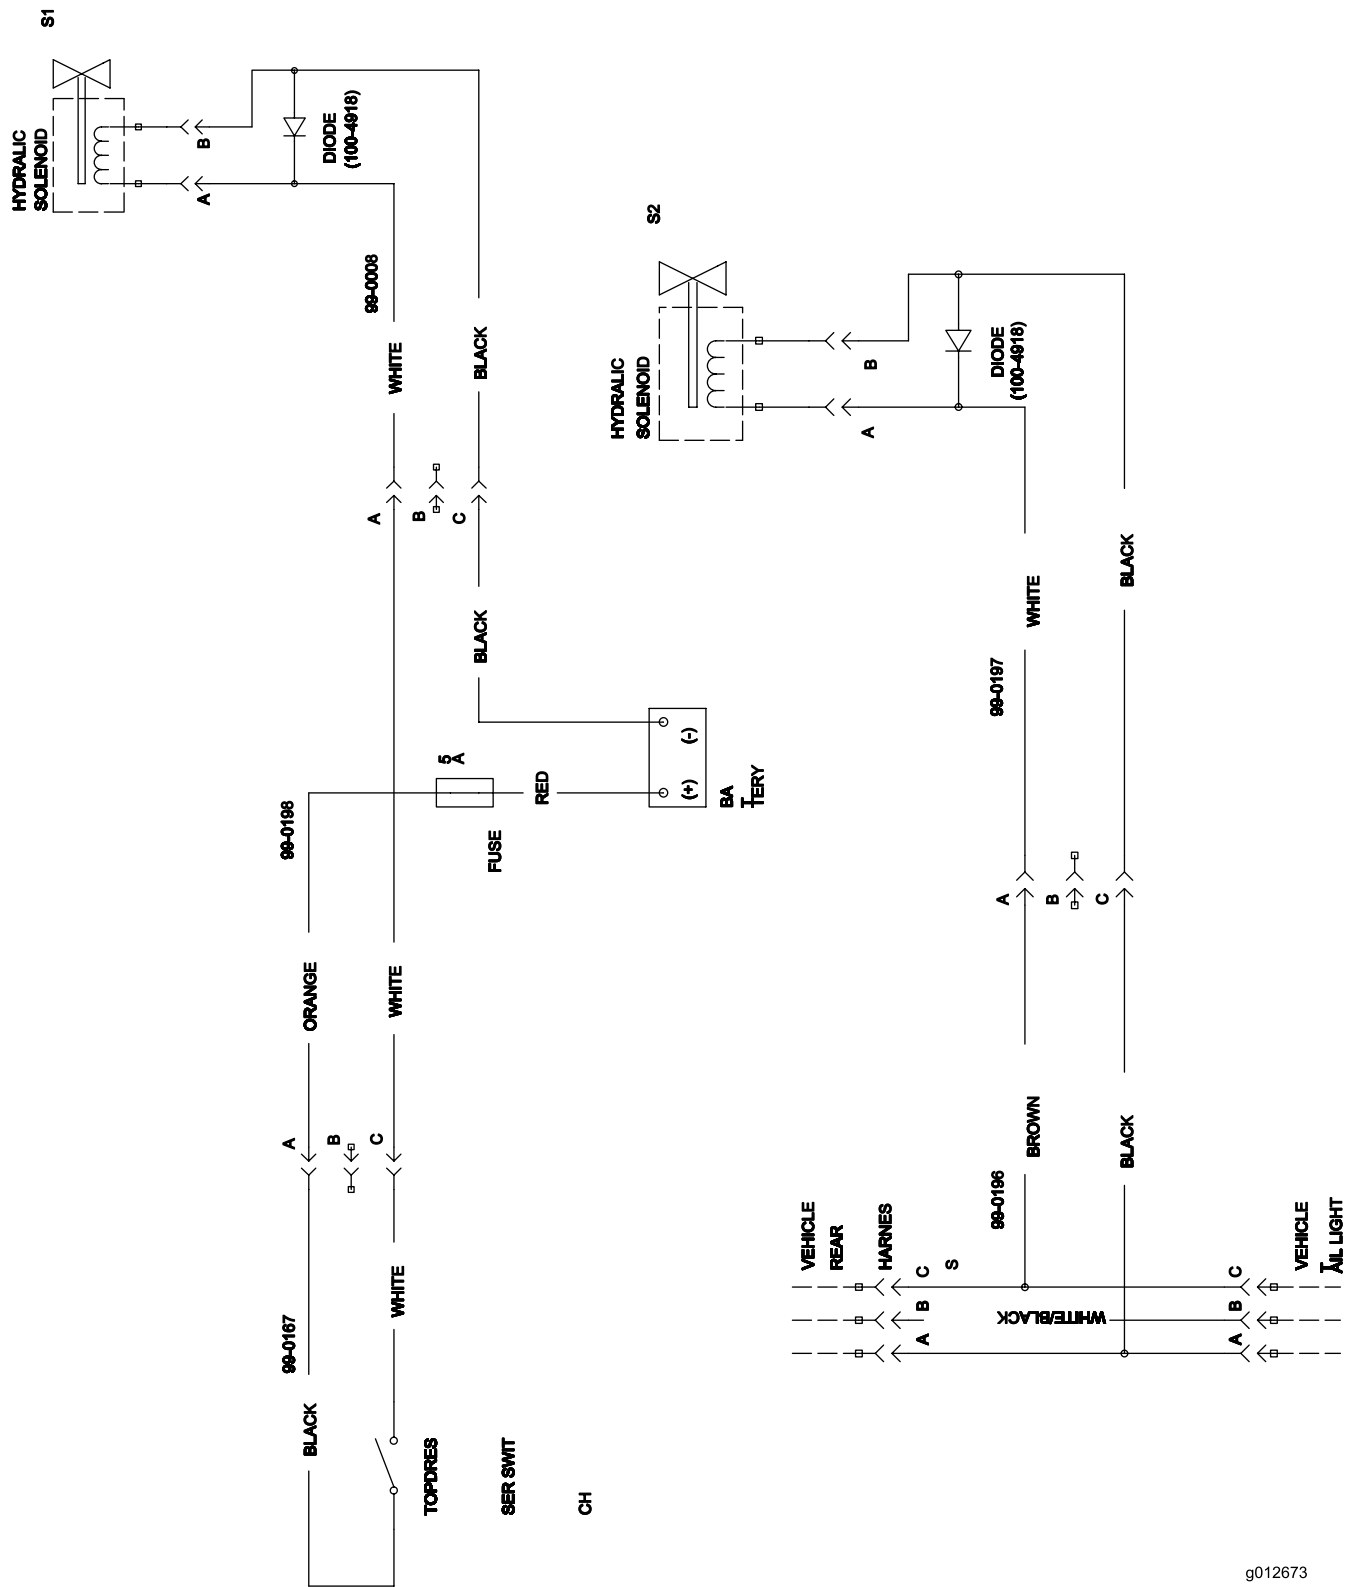 S1
HYDRALIC
SOLENOID
B
A
DIODE
(100-4918)
99-0008
WHITE
BLACK
A
B
C
BLACK
5
A
FUSE
RED
(-)
(+)
BA
T
TERY
99-0198
ORANGE
WHITE
A
B
C
99-0167
WHITE
BLACK
TOPDRES
SER SWIT
CH
S2
HYDRALIC
SOLENOID
B
A
DIODE
(100-4918)
WHITE
BLACK
99-0197
A
B
C
BROWN
BLACK
99-0196
VEHICLE
REAR
HARNES
S
C
B
A
WHITE/BLACK
C
B
A
VEHICLE
T
AIL LIGHT
g012673